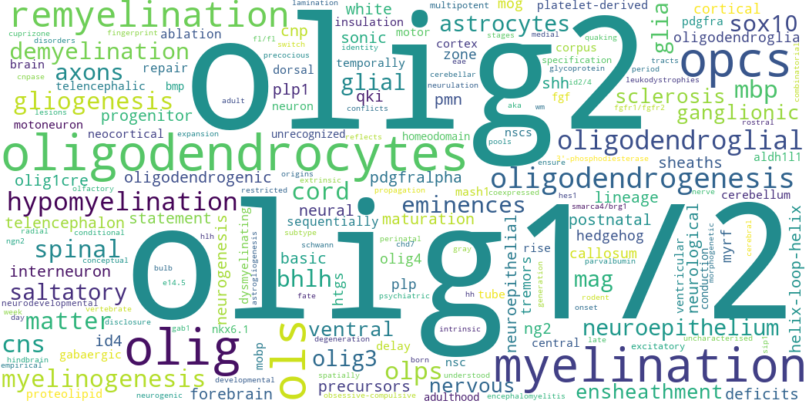 remyelination
lamination
white
multipotent
mog
platelet-derived
cortical
cuprizone
fingerprint
ablation
cnp
insulation
astrocytes
pdgfra
sox10
disorders
fl/fl
sonic
motor
quaking
glia
oligodendroglia
demyelination
switch
identity
cortex
medial
stages
corpus
tracts
period
brain
repair
dorsal
precocious
temporally
zone
eae
specification
opcs
axons
glial
cerebellar
glycoprotein
id2/4
leukodystrophies
combinatorial
cnpase
telencephalic
bmp
plp1
neurulation
shh
mbp
gliogenesis
adult
neuron
qki
pmn
aka
wm
fgf
sclerosis
lesions
progenitor
conflicts
nscs
fgfr1/fgfr2
ganglionic
motoneuron
neocortical
expansion
unrecognized
reflects
homeodomain
pools
rostral
olig2
oligodendrocytes
ensure
oligodendroglial
aldh1l1
olig1cre
oligodendrogenic
origins
pdgfralpha
oligodendrogenesis
sheaths
olfactory
restricted
extrinsic
propagation
mash1
coexpressed
hes1
nerve
hypomyelination
cord
eminences
smarca4/brg1
lineage
cerebellum
telencephalon
statement
neural
sequentially
maturation
postnatal
radial
conditional
subtype
perinatal
chd7
hedgehog
ngn2
hlh
schwann
olig4
gray
rise
callosum
myrf
spinal
conceptual
neurogenesis
dysmyelinating
astrogliogenesis
basic
neuroepithelial
tremors
parvalbumin
ventricular
neurological
conduction
morphogenetic
cerebral
helix-loop-helix
interneuron
bulb
bhlh
plp
psychiatric
mag
saltatory
e14.5
fate
htgs
hh
tube
generation
rodent
onset
olig1/2
neurodevelopmental
week
vertebrate
intrinsic
ng2
neuroepithelium
matter
day
disclosure
gab1
nkx6.1
ols
ventral
central
late
uncharacterised
sip1
cns
id4
olig
mobp
degeneration
delay
excitatory
gabaergic
olig3
born
nsc
myelination
hindbrain
empirical
developmental
spatially
olps
understood
myelinogenesis
forebrain
precursors
nervous
ensheathment
proteolipid
neurogenic
obsessive-compulsive
adulthood
encephalomyelitis
deficits